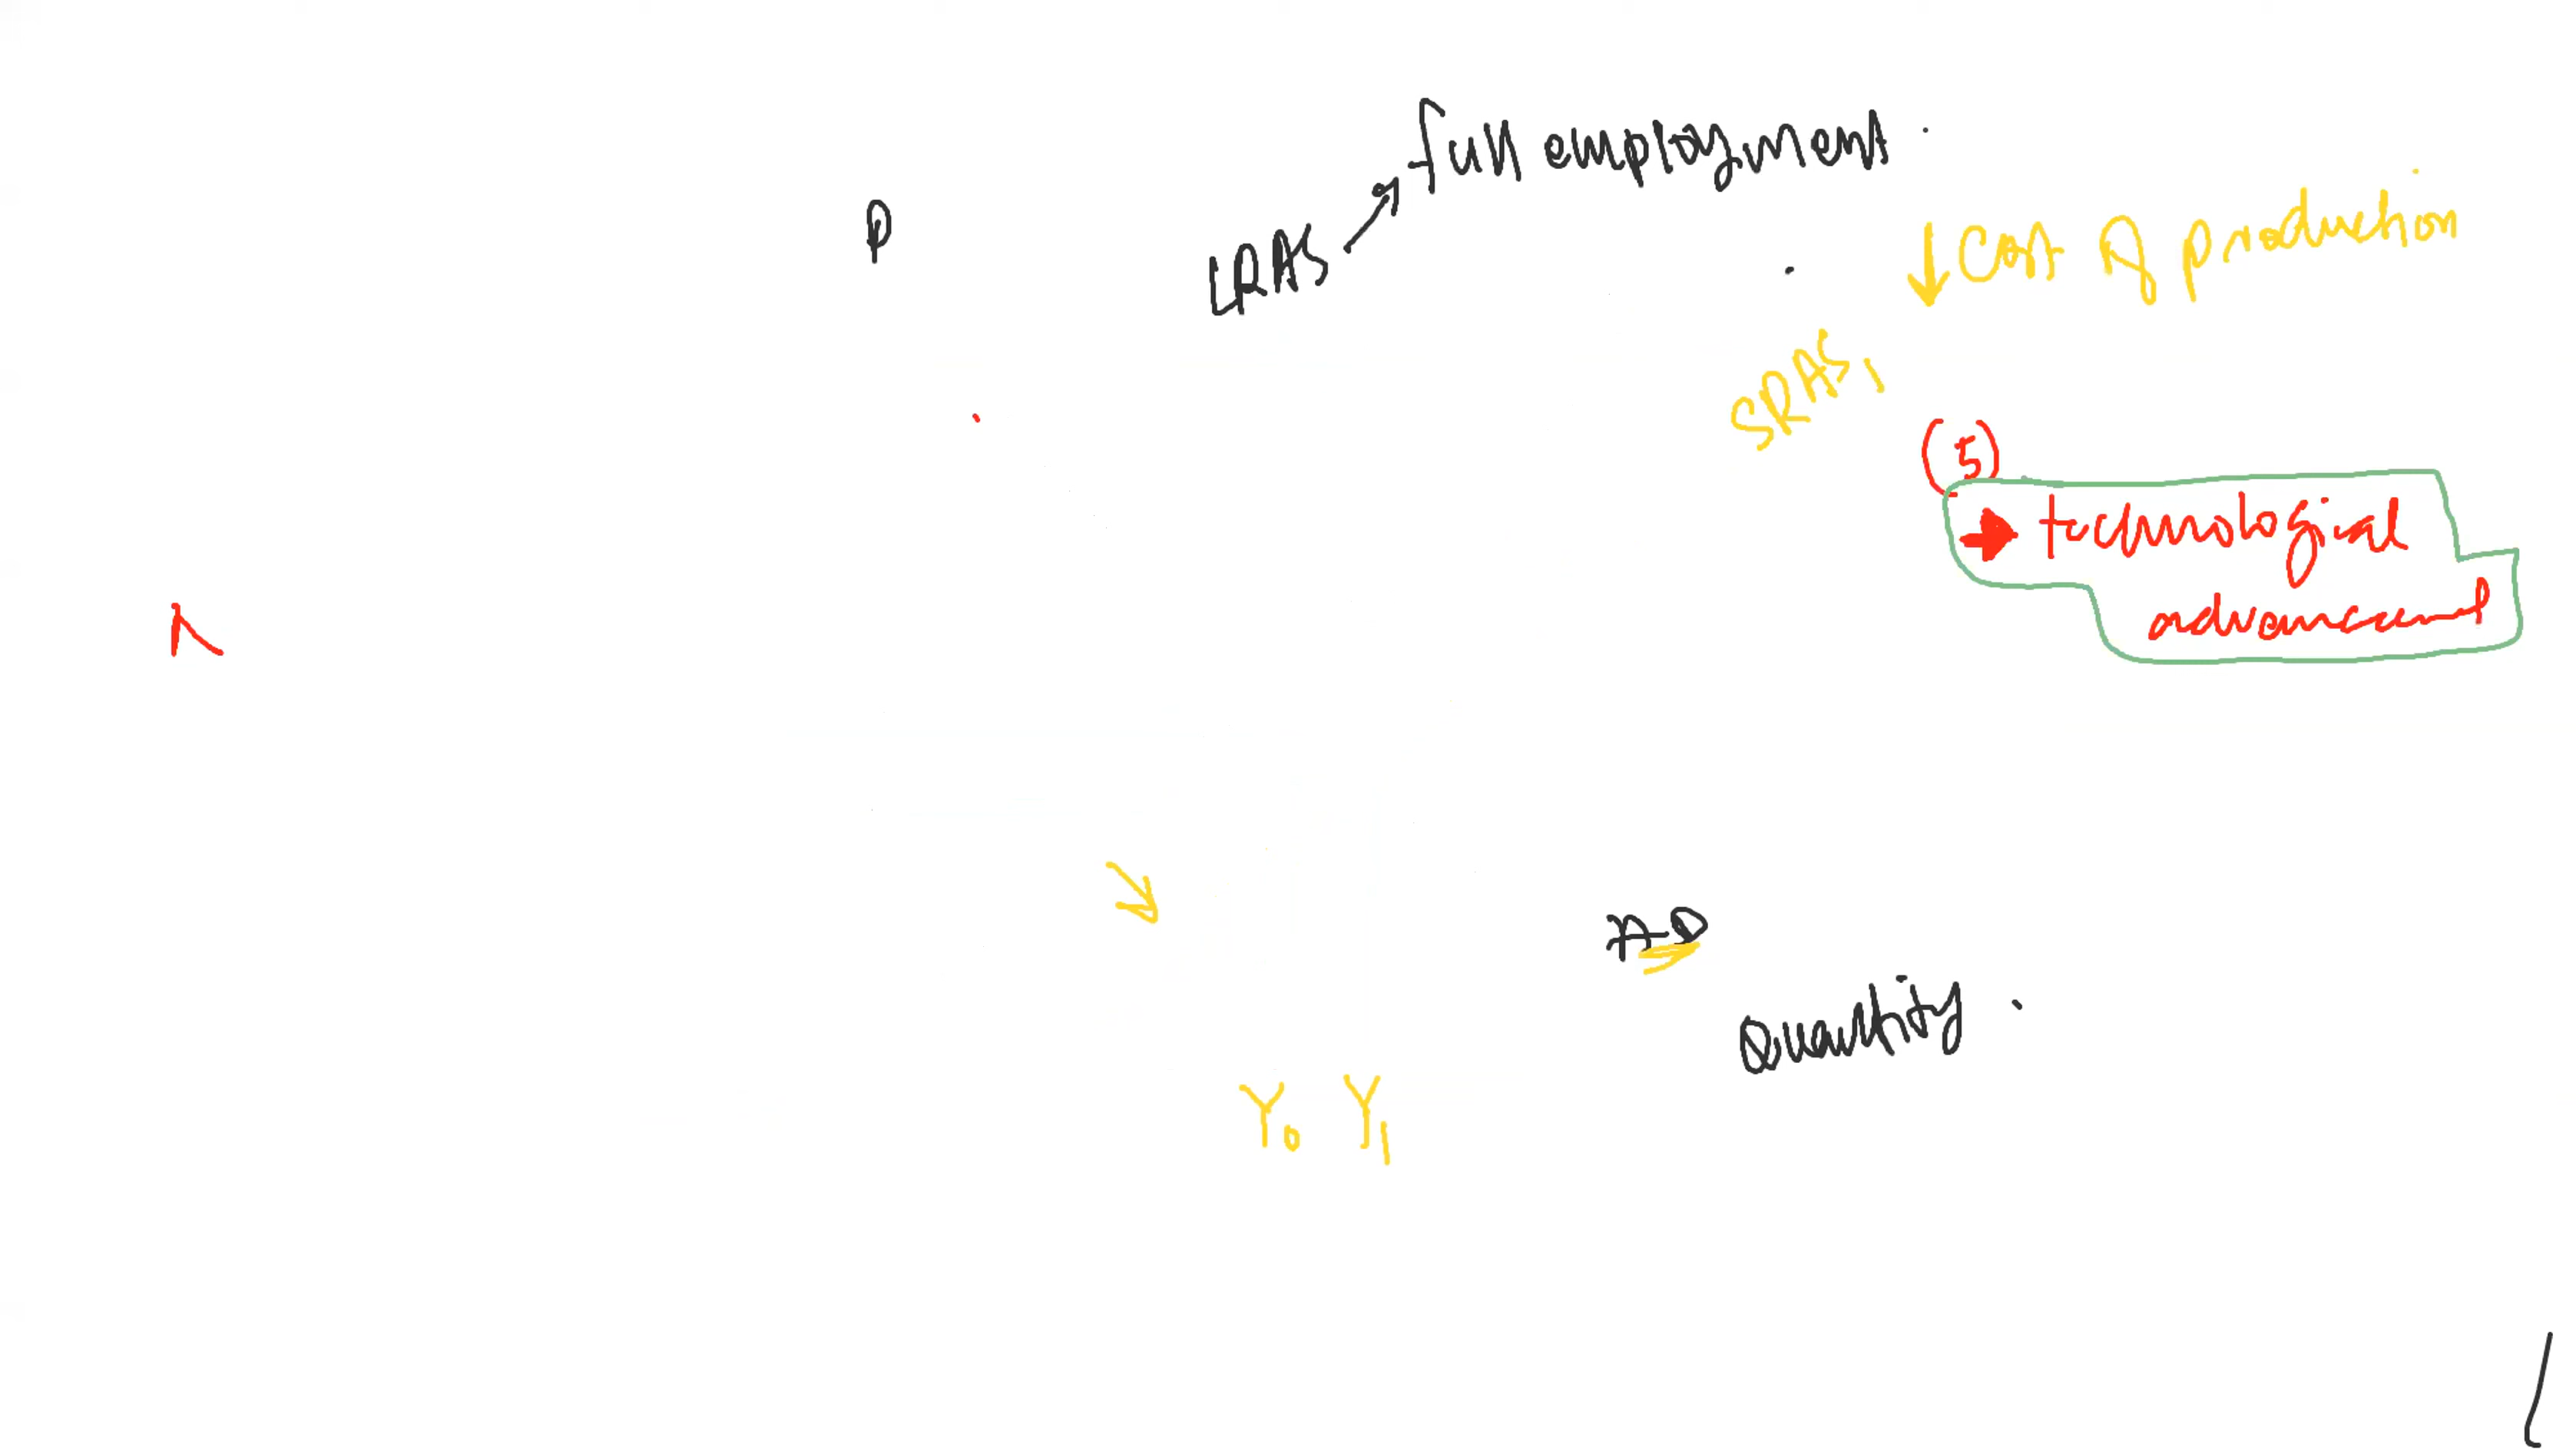 full employment
P
LRAS
↓ Cost of production
SRAS1
(5)
→ technological
advancement
AD
Quantity
Y0 Y1